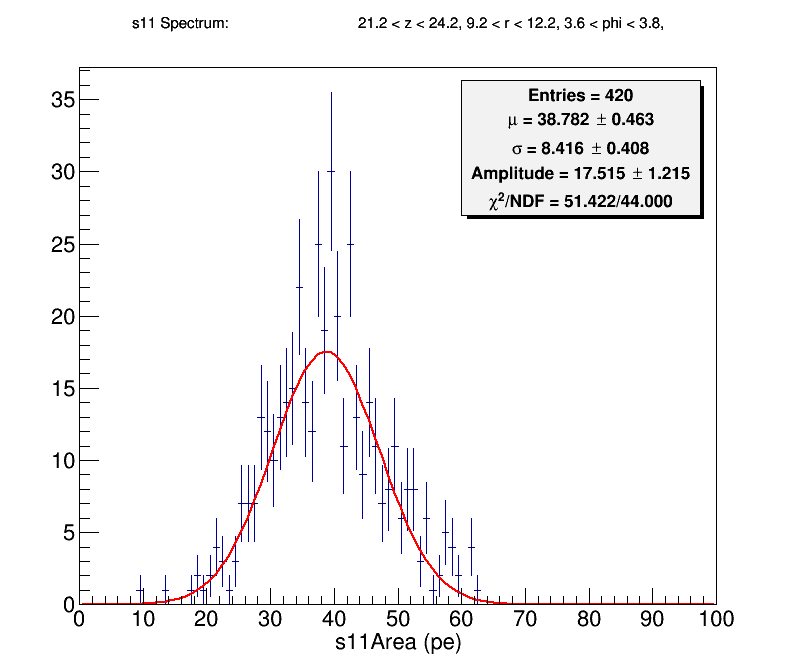 s11 Spectrum: 21.2 < z < 24.2, 9.2 < r < 12.2, 3.6 < phi < 3.8,
Entries = 420
μ = 38.782 ± 0.463
σ = 8.416 ± 0.408
Amplitude = 17.515 ± 1.215
χ²/NDF = 51.422/44.000
35
30
25
20
15
10
5
0
0 10 20 30 40 50 60 70 80 90 100
s11Area (pe)